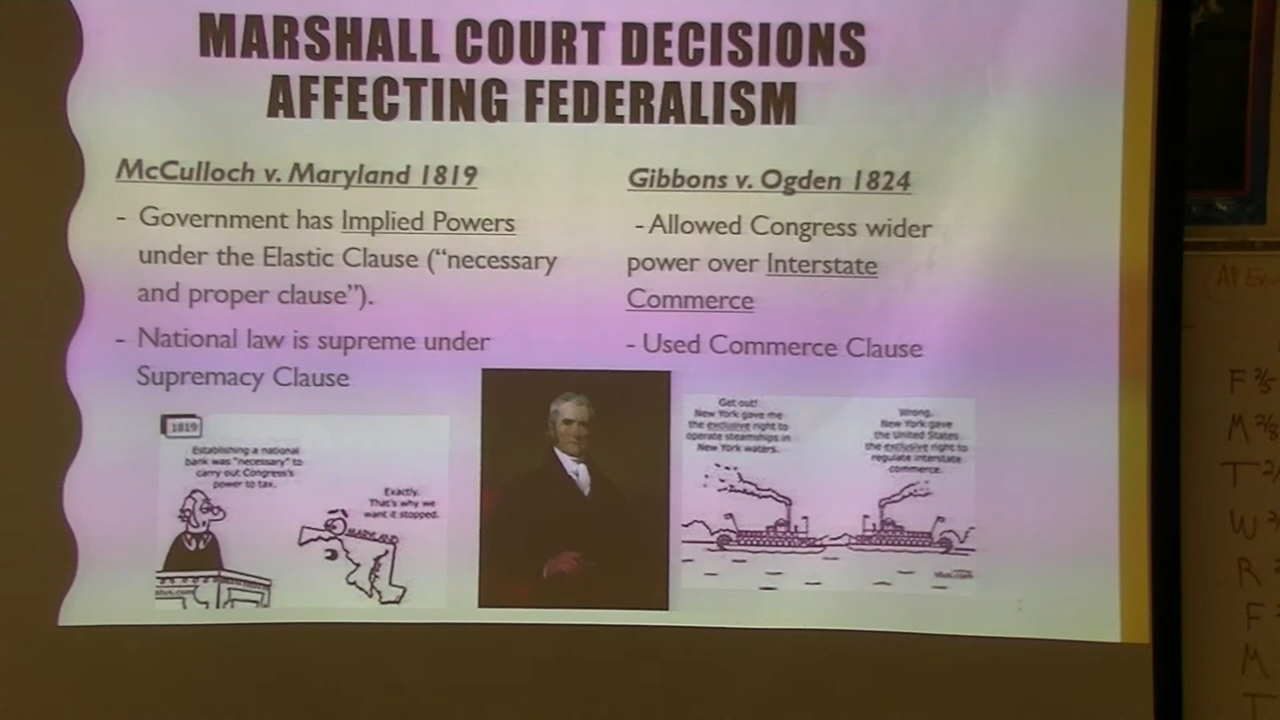 MARSHALL COURT DECISIONS
AFFECTING FEDERALISM
McCulloch v. Maryland 1819
- Government has Implied Powers
under the Elastic Clause ("necessary
and proper clause").
- National law is supreme under
Supremacy Clause
Gibbons v. Ogden 1824
- Allowed Congress wider
power over Interstate
Commerce
- Used Commerce Clause
1819
Establishing a national
bank was "necessary" to
carry out Congress's
power to tax.
Exactly.
That's why we
want it stopped.
MARYLAND
Get out!
New York gave me
the exclusive right to
operate steamships in
New York waters.
Wrong.
New York gave
the United States
the exclusive right to
regulate interstate
commerce.
F
M
T
W
R
F
M
T